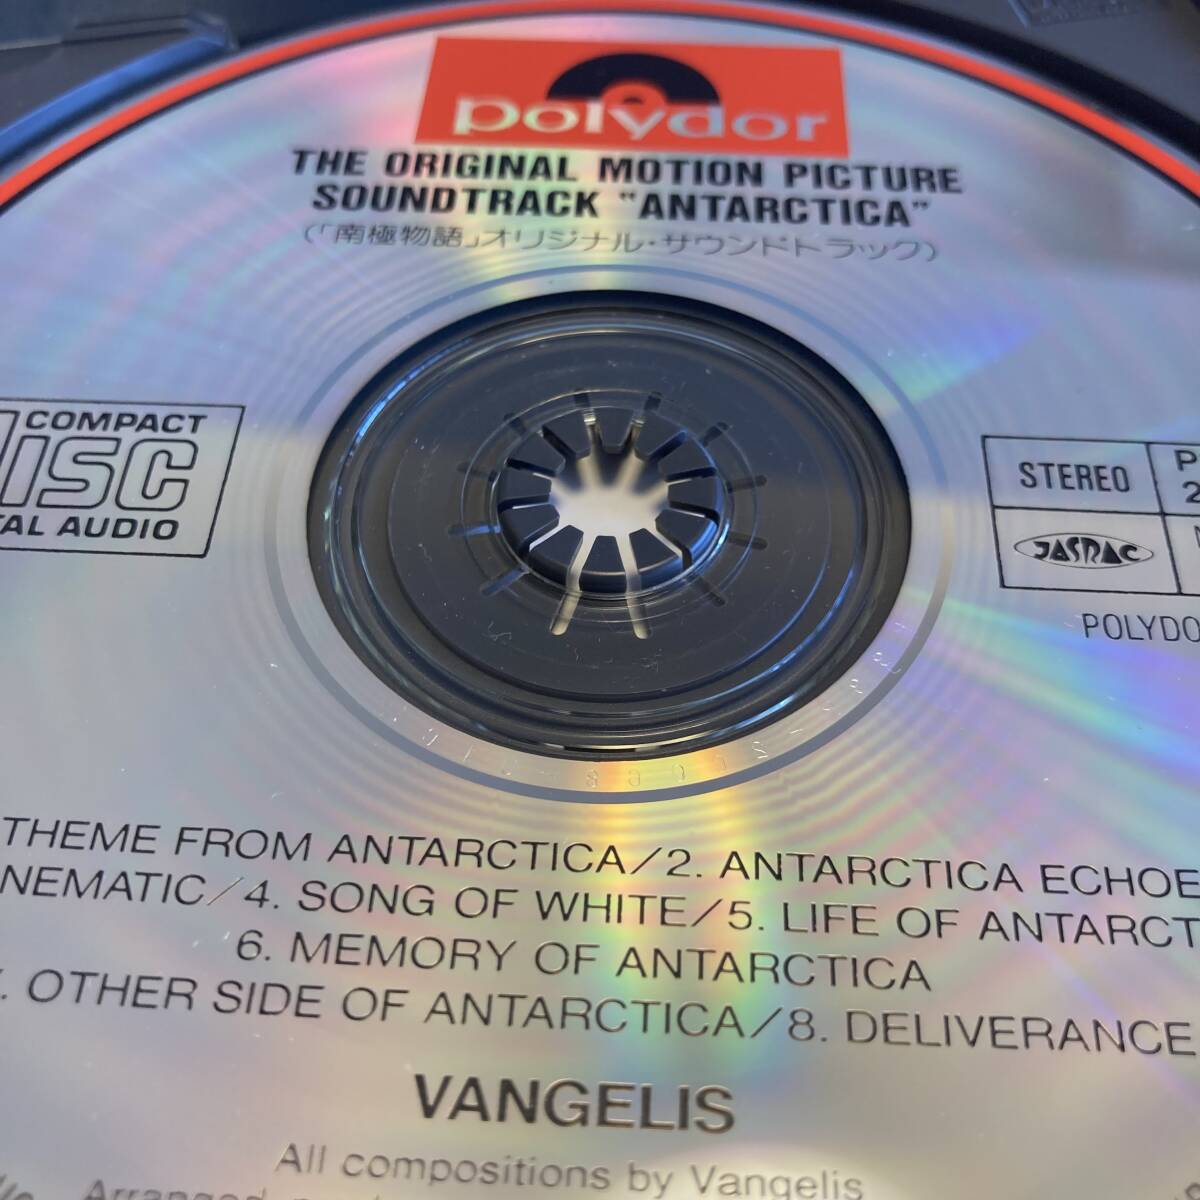 polydor
THE ORIGINAL MOTION PICTURE
SOUNDTRACK "ANTARCTICA"
(「南極物語」オリジナル・サウンドトラック)
COMPACT
DISC
TAL AUDIO
STEREO
P
2
JASRAC
POLYDO
THEME FROM ANTARCTICA/2. ANTARCTICA ECHOE
NEMATIC/4. SONG OF WHITE/5. LIFE OF ANTARCT
6. MEMORY OF ANTARCTICA
. OTHER SIDE OF ANTARCTICA/8. DELIVERANCE
VANGELIS
All compositions by Vangelis